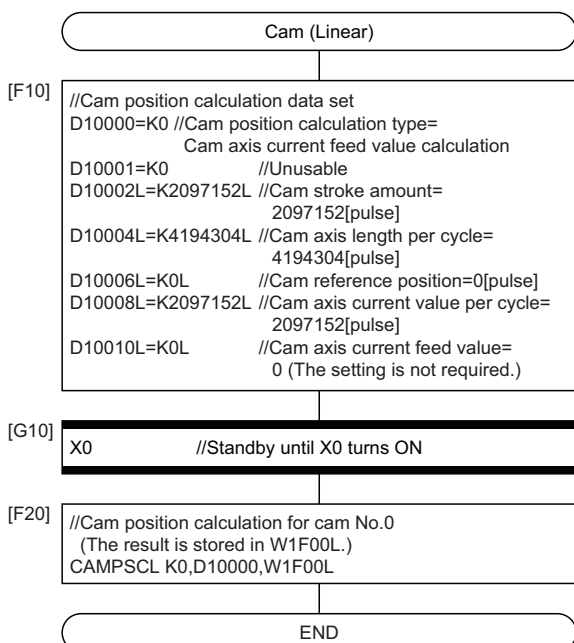 Cam (Linear)
[F10]
//Cam position calculation data set
D10000=K0 //Cam position calculation type=
Cam axis current feed value calculation
D10001=K0 //Unusable
D10002L=K2097152L //Cam stroke amount=
2097152[pulse]
D10004L=K4194304L //Cam axis length per cycle=
4194304[pulse]
D10006L=K0L //Cam reference position=0[pulse]
D10008L=K2097152L //Cam axis current value per cycle=
2097152[pulse]
D10010L=K0L //Cam axis current feed value=
0 (The setting is not required.)
[G10]
X0 //Standby until X0 turns ON
[F20]
//Cam position calculation for cam No.0
(The result is stored in W1F00L.)
CAMPSCL K0,D10000,W1F00L
END